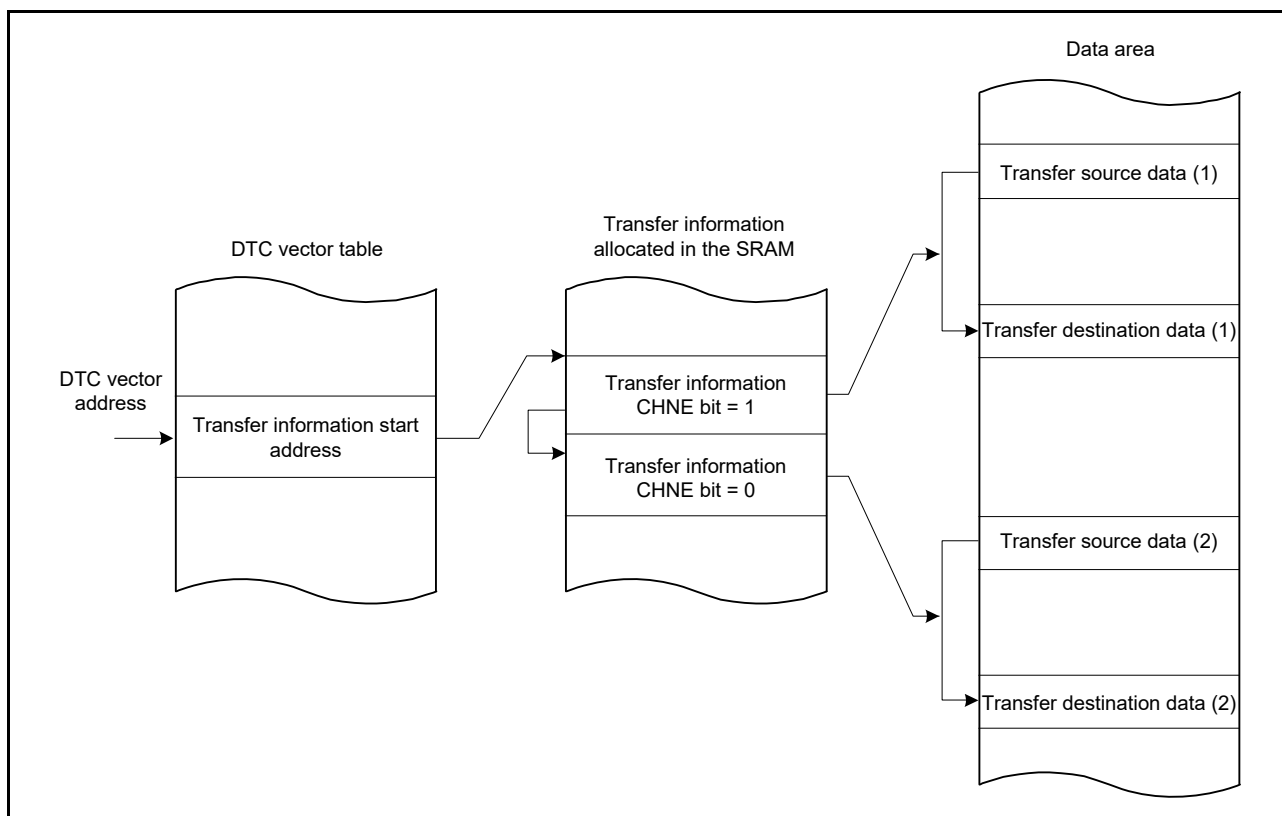 Data area
Transfer source data (1)
Transfer information
allocated in the SRAM
DTC vector table
Transfer destination data (1)
DTC vector
address
Transfer information
CHNE bit = 1
Transfer information start
address
Transfer information
CHNE bit = 0
Transfer source data (2)
Transfer destination data (2)